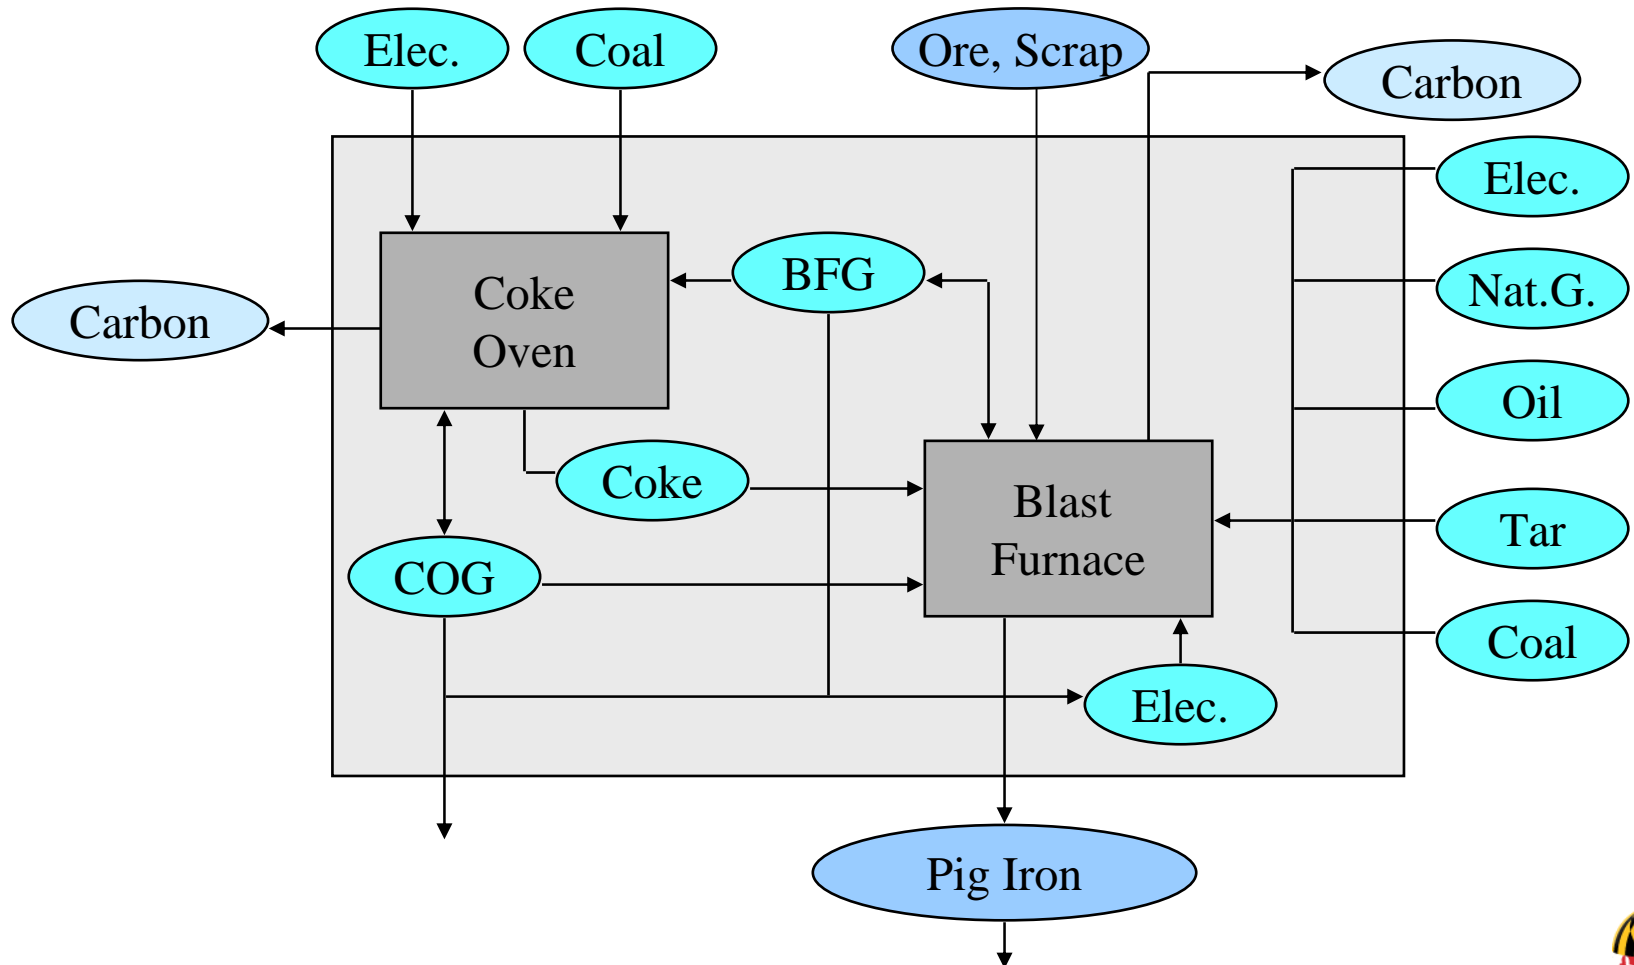 Elec.
Coal
Ore, Scrap
Carbon
Elec.
Coke
Oven
BFG
Nat.G.
Carbon
Oil
Coke
Blast
Furnace
Tar
COG
Coal
Elec.
Pig Iron